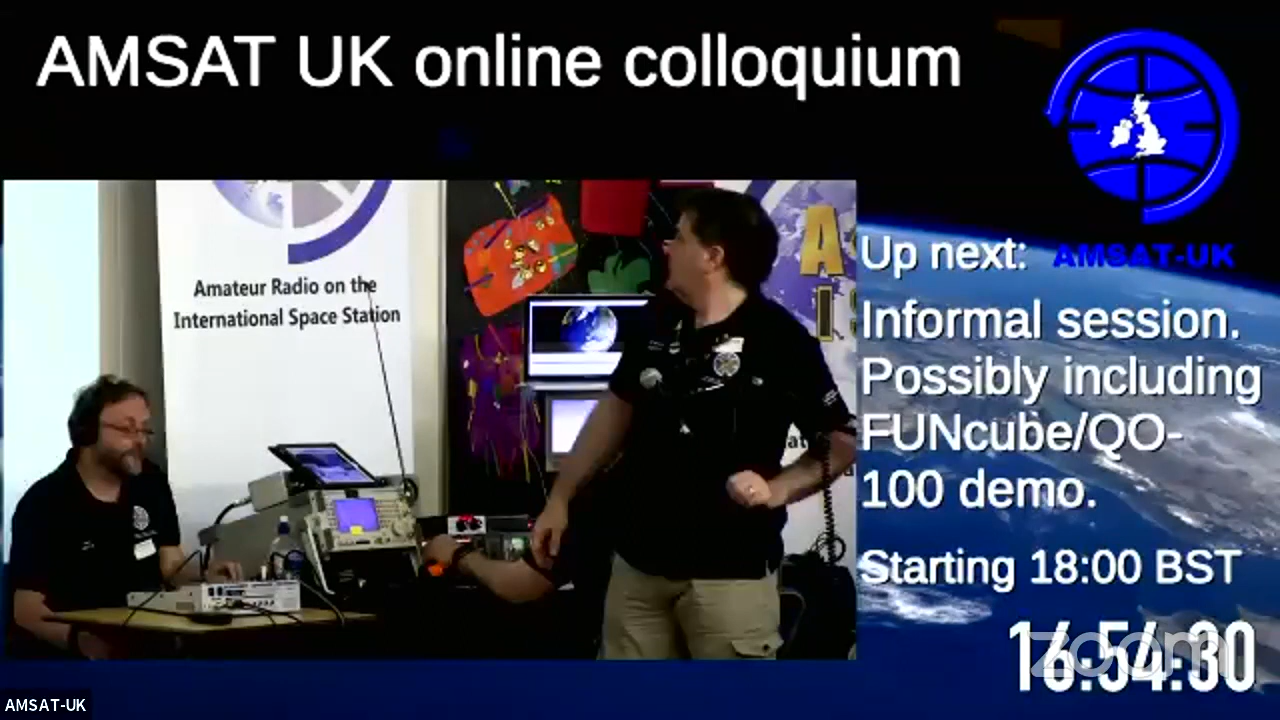 AMSAT UK online colloquium
AMSAT-UK
Up next:
Informal session.
Possibly including
FUNcube/QO-
100 demo.
Starting 18:00 BST
16:54:30
zoom
Amateur Radio on the
International Space Station
AMSAT-UK